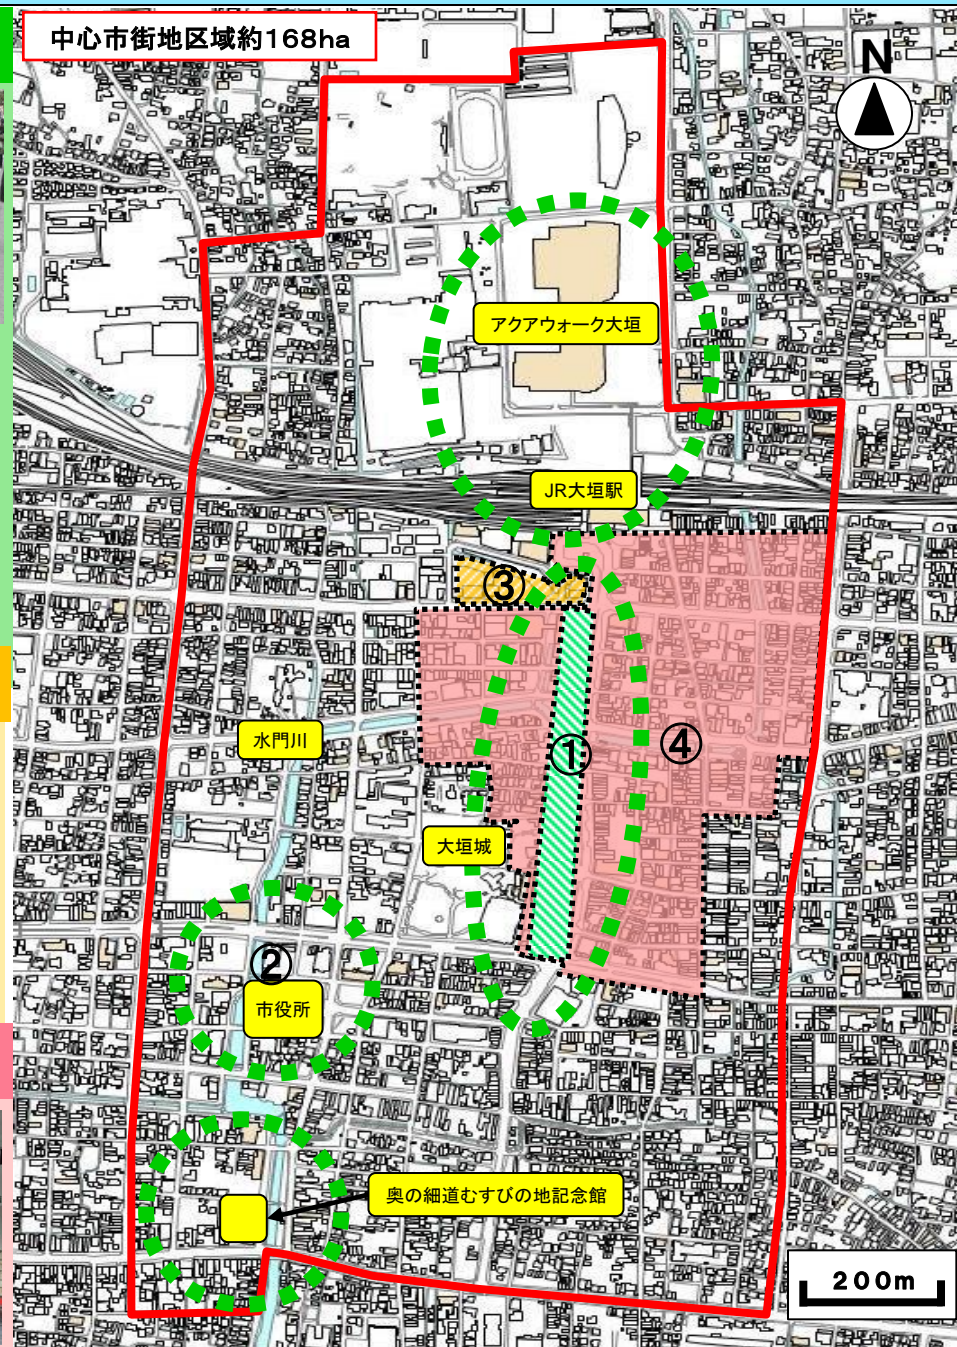 中心市街地区域約168ha
N
アクアウォーク大垣
JR大垣駅
③
水門川
①
④
大垣城
②
市役所
奥の細道むすびの地記念館
200m